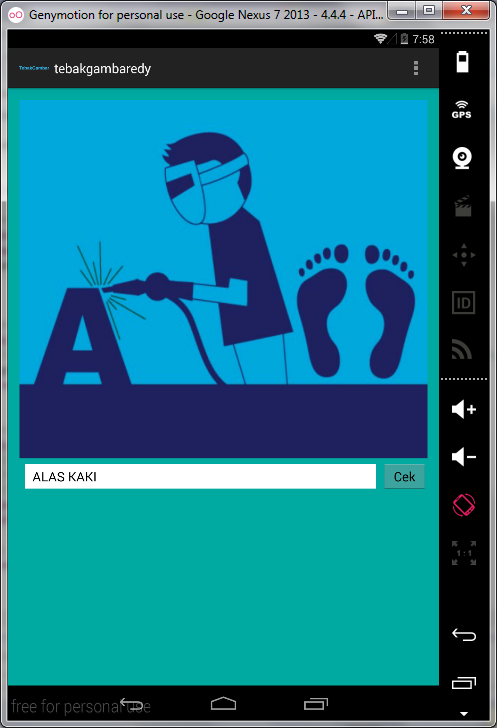 Genymotion for personal use - Google Nexus 7 2013 - 4.4.4 - API...
7:58
TebakGambar
tebakgambaredy
GPS
A
ID
ALAS KAKI
Cek
1:1
free for personal use